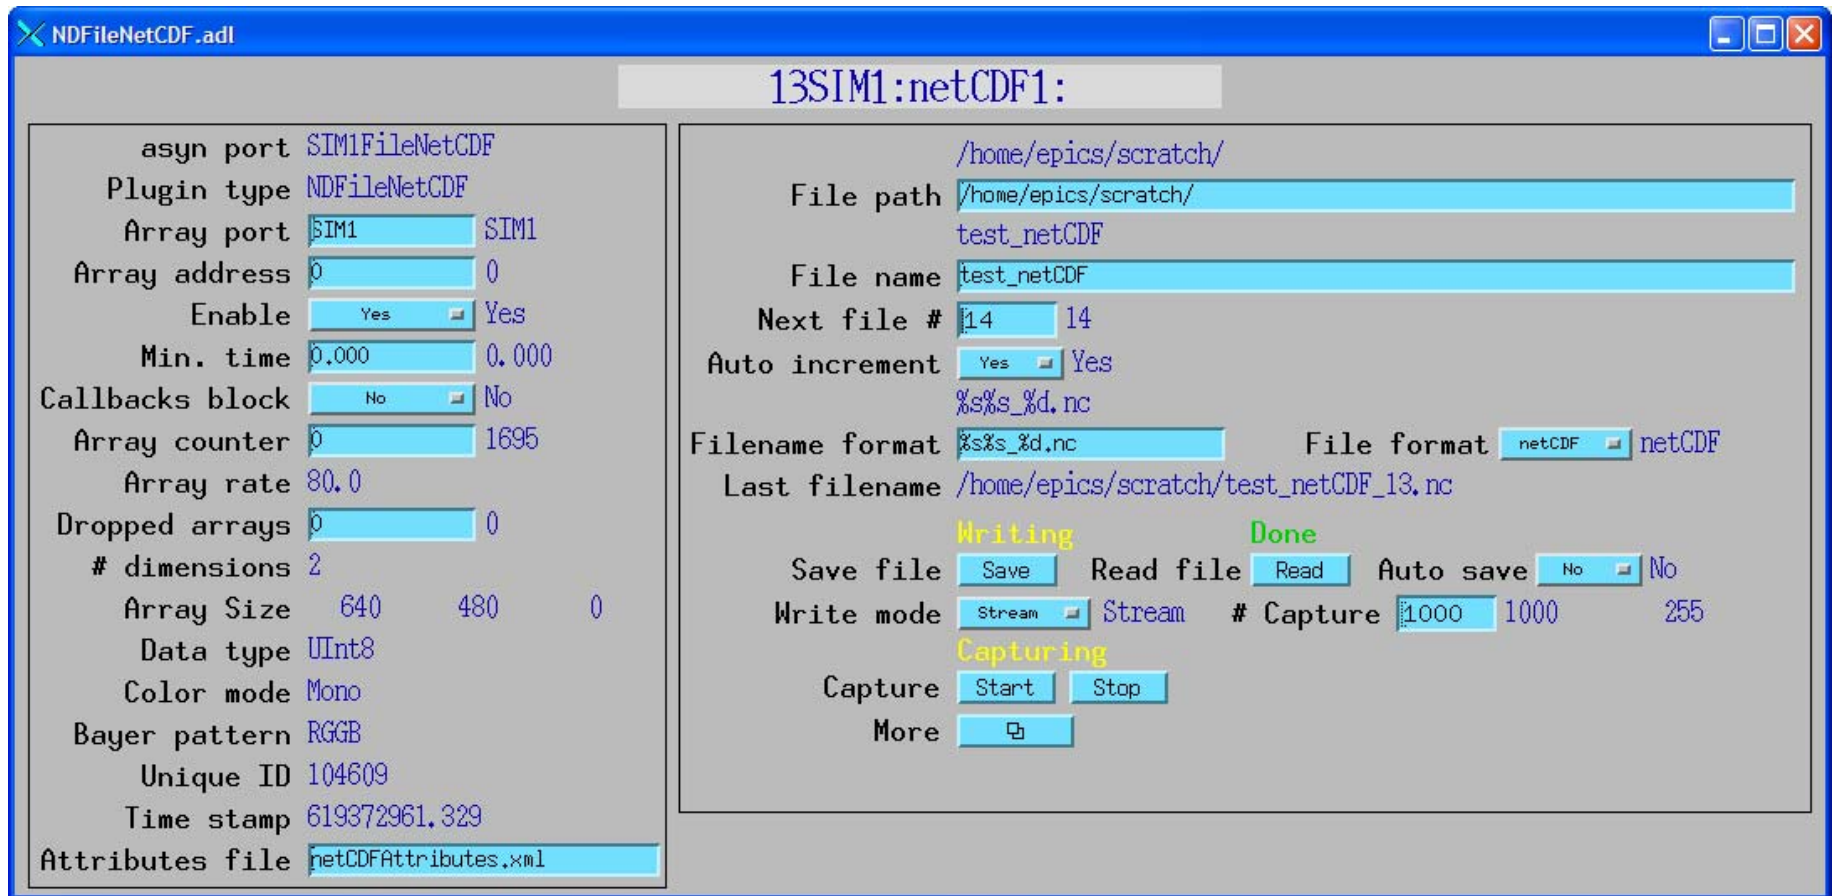 NDFileNetCDF.adl
13SIM1:netCDF1:
asyn port SIM1FileNetCDF
Plugin type NDFileNetCDF
Array port SIM1 SIM1
Array address 0 0
Enable Yes Yes
Min. time 0.000 0.000
Callbacks block No No
Array counter 0 1695
Array rate 80.0
Dropped arrays 0 0
# dimensions 2
Array Size 640 480 0
Data type UInt8
Color mode Mono
Bayer pattern RGGB
Unique ID 104609
Time stamp 619372961.329
Attributes file netCDFAttributes.xml
/home/epics/scratch/
File path /home/epics/scratch/
test_netCDF
File name test_netCDF
Next file # 14 14
Auto increment Yes Yes
%s%s_%d.nc
Filename format %s%s_%d.nc File format netCDF netCDF
Last filename /home/epics/scratch/test_netCDF_13.nc
Writing Done
Save file Save Read file Read Auto save No No
Write mode Stream Stream # Capture 1000 1000 255
Capturing
Capture Start Stop
More